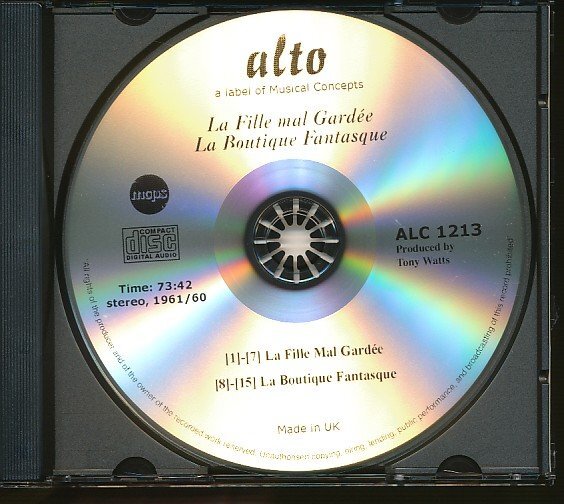 alto
a label of Musical Concepts
La Fille mal Gardée
La Boutique Fantasque
mcps
COMPACT
disc
DIGITAL AUDIO
ALC 1213
Produced by
Tony Watts
Time: 73:42
stereo, 1961/60
[1]-[7] La Fille Mal Gardée
[8]-[15] La Boutique Fantasque
Made in UK
All rights of the producer and of the owner of the recorded work is served. Unauthorised copying, hiring, lending, public performance, and broadcasting of this record prohibited